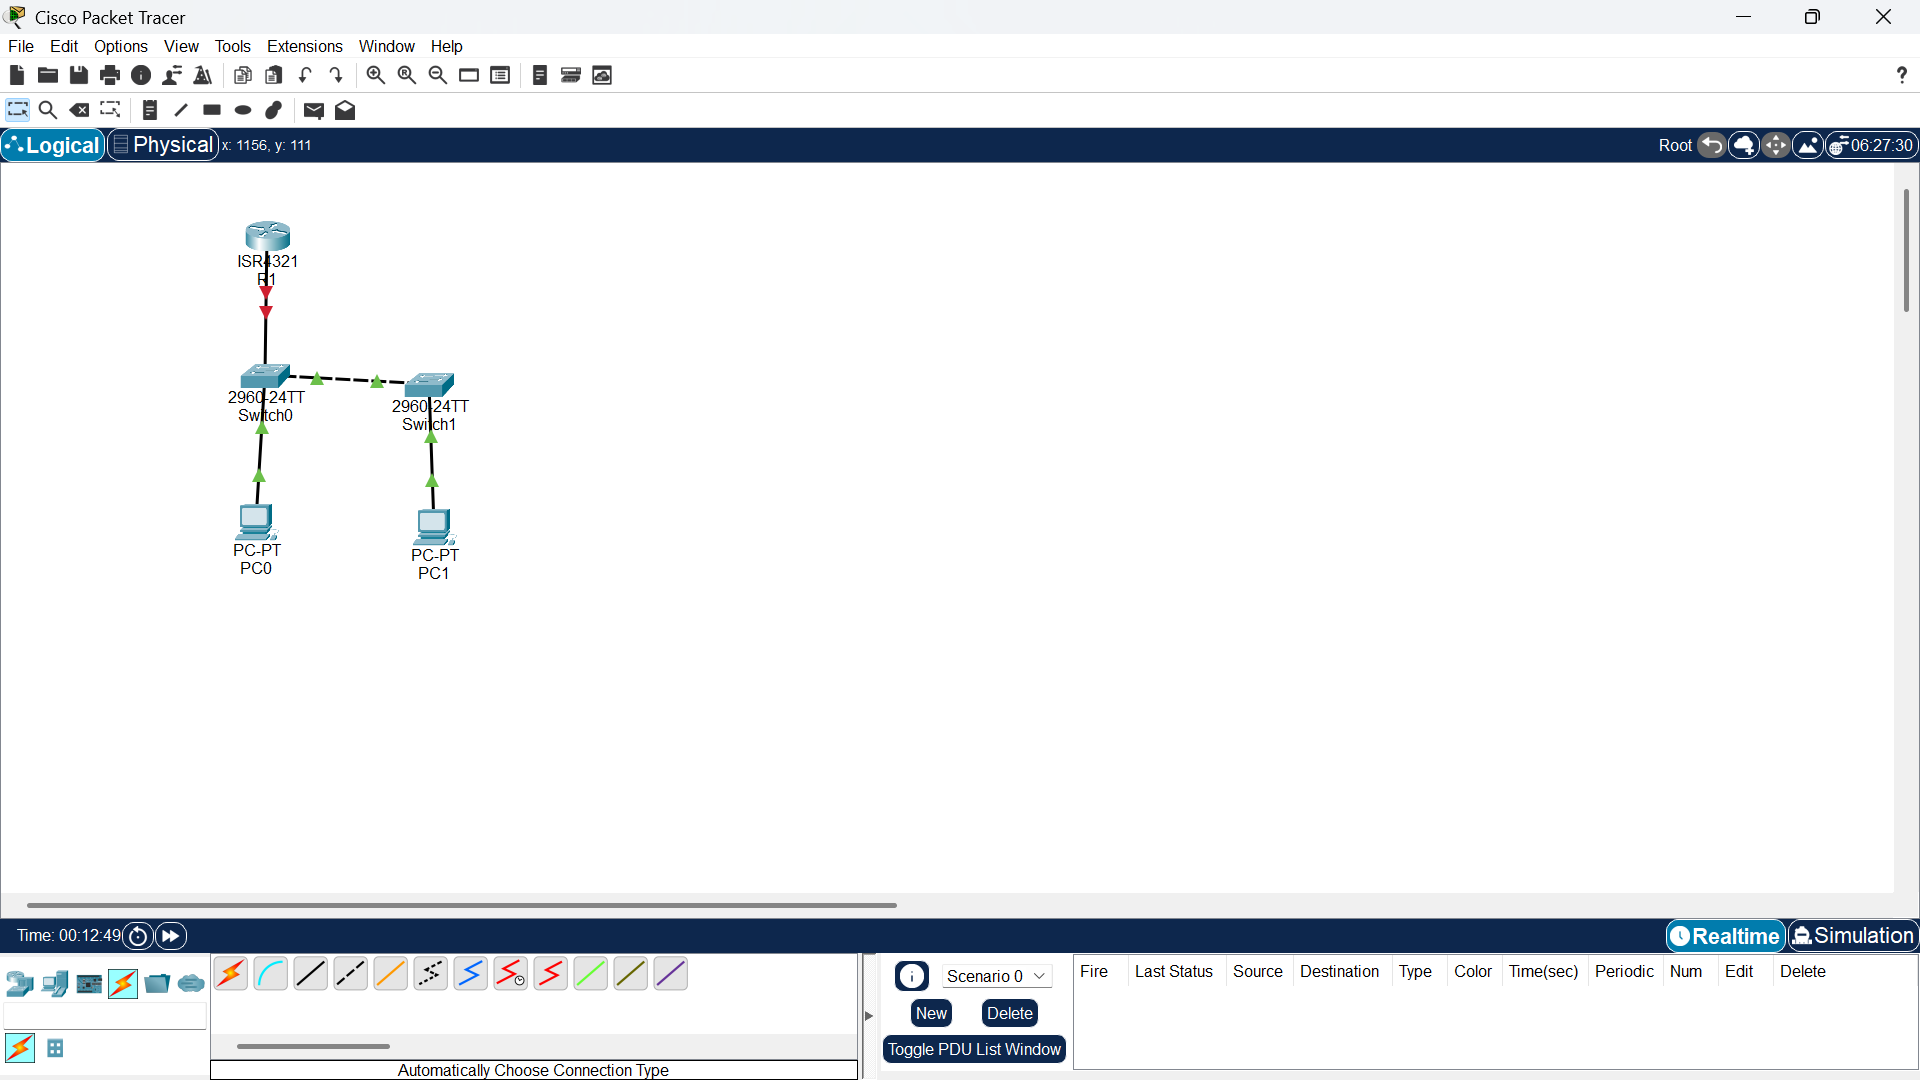 Cisco Packet Tracer
File Edit Options View Tools Extensions Window Help
Logical Physical x: 1156, y: 111 Root 06:27:30
ISR4321
R1
2960-24TT
Switch0
2960-24TT
Switch1
PC-PT
PC0
PC-PT
PC1
Time: 00:12:49 Realtime Simulation
Scenario 0
New Delete
Toggle PDU List Window
Fire Last Status Source Destination Type Color Time(sec) Periodic Num Edit Delete
Automatically Choose Connection Type